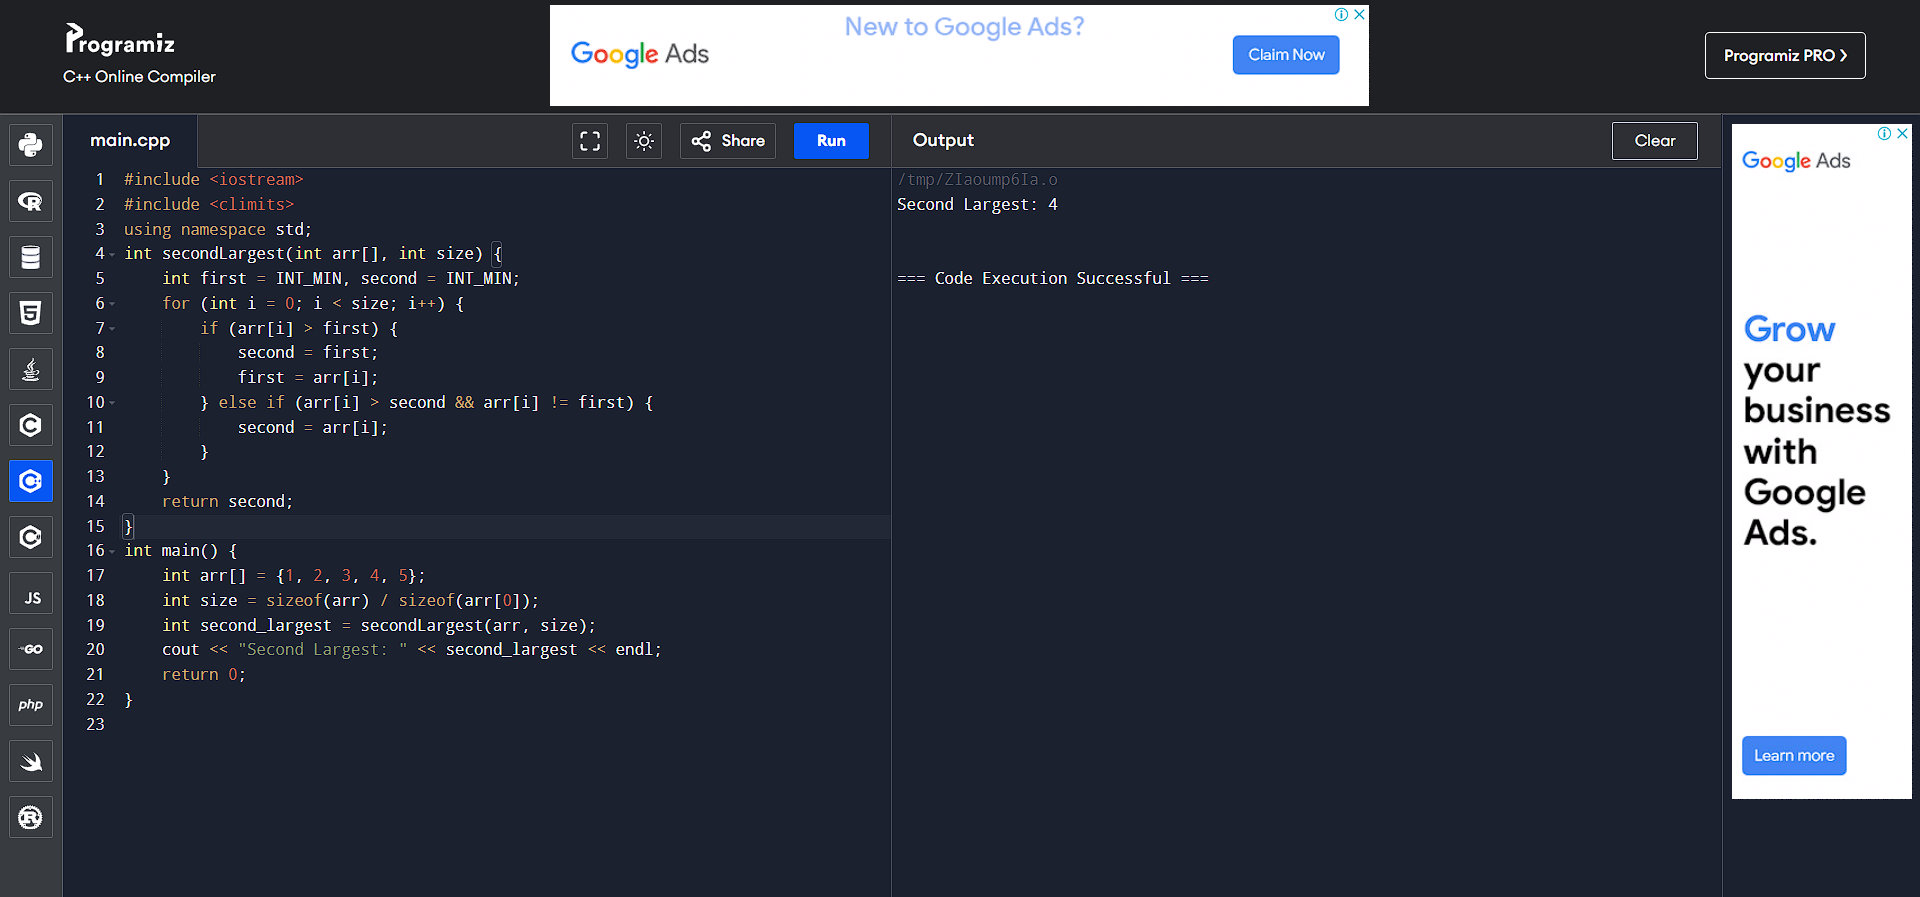 Programiz
C++ Online Compiler
New to Google Ads?
Google Ads
Claim Now
Programiz PRO
main.cpp
Share
Run
Output
Clear
1 #include <iostream>
2 #include <climits>
3 using namespace std;
4 int secondLargest(int arr[], int size) {
5     int first = INT_MIN, second = INT_MIN;
6     for (int i = 0; i < size; i++) {
7         if (arr[i] > first) {
8             second = first;
9             first = arr[i];
10         } else if (arr[i] > second && arr[i] != first) {
11             second = arr[i];
12         }
13     }
14     return second;
15 }
16 int main() {
17     int arr[] = {1, 2, 3, 4, 5};
18     int size = sizeof(arr) / sizeof(arr[0]);
19     int second_largest = secondLargest(arr, size);
20     cout << "Second Largest: " << second_largest << endl;
21     return 0;
22 }
23
/tmp/ZIaoump6Ia.o
Second Largest: 4
=== Code Execution Successful ===
R
5
C
C
C
JS
GO
php
R
Google Ads
Grow
your
business
with
Google
Ads.
Learn more